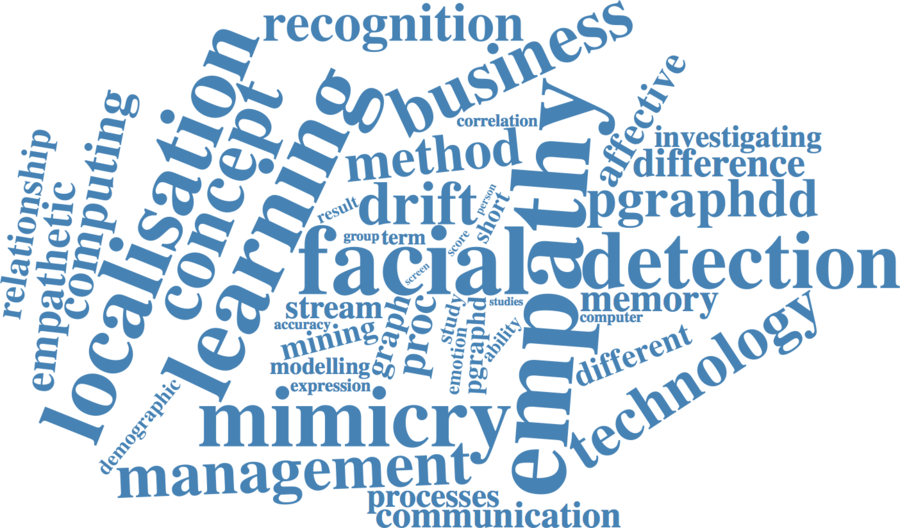 recognition
business
localisation
concept
learning
correlation
affective
investigating
method
difference
computing
relationship
empathetic
empathy
pgraphdd
result
drift
person
short
group
term
score
facial
screen
detection
stream
graph
proc
study
studies
memory
accuracy
computer
mining
pgraphd
ability
technology
modelling
emotion
different
expression
demographic
mimicry
management
processes
communication